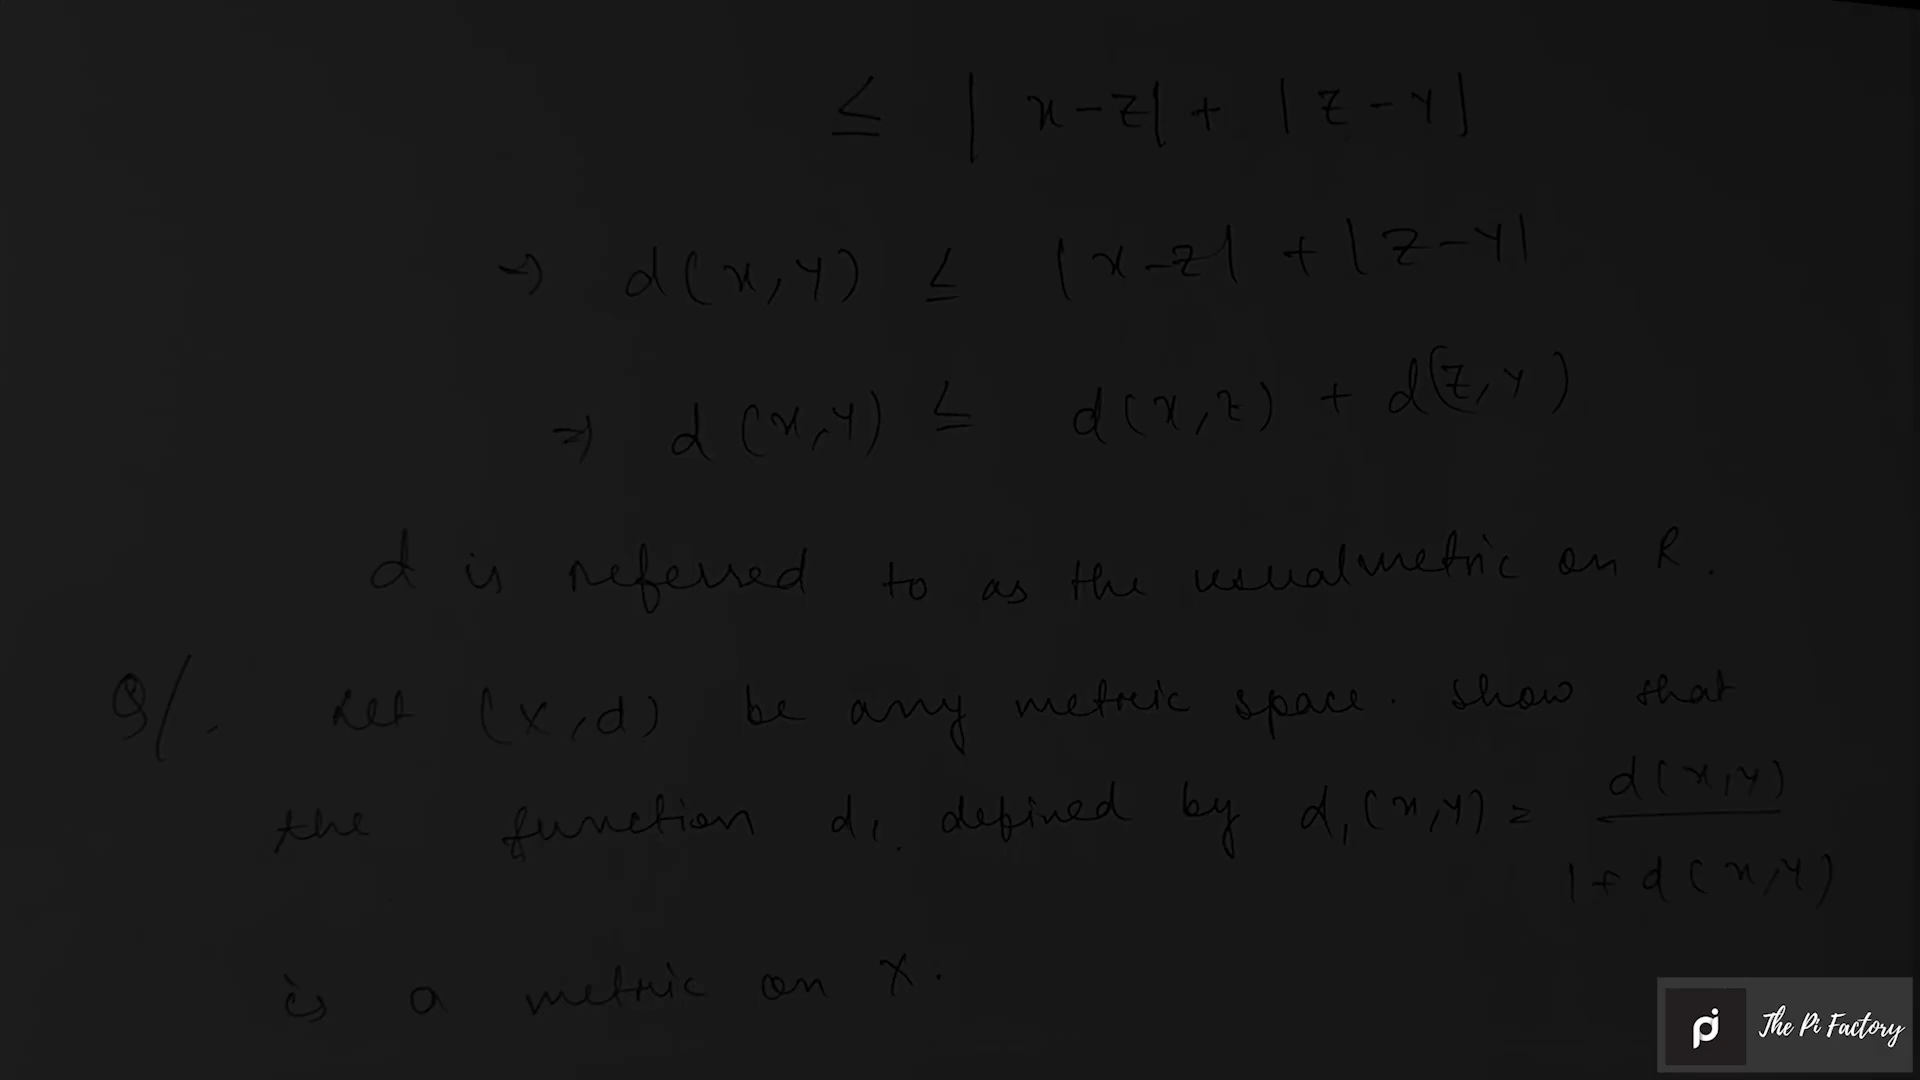 ≤ | x-z| + | z-y|
⇒ d(x,y) ≤ |x-z| + |z-y|
⇒ d(x,y) ≤ d(x,z) + d(z,y)
d is referred to as the usual metric on R.
Q/. Let (X,d) be any metric space. Show that
the function d₁ defined by d₁(x,y) = d(x,y) / 1+d(x,y)
is a metric on X.
pi The Pi Factory